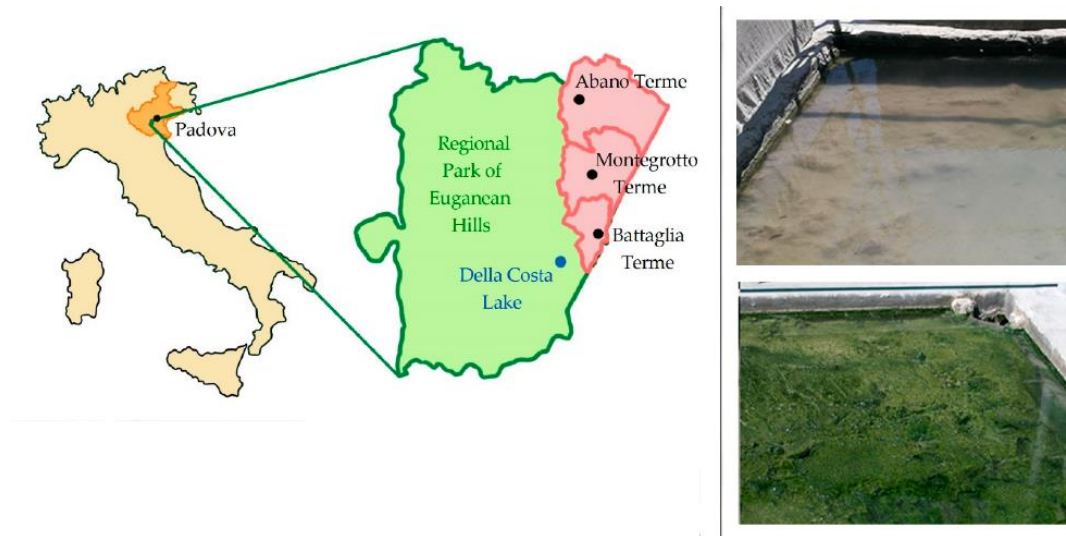 Padova
Regional
Park of
Euganean
Hills
Abano Terme
Montegrotto
Terme
Battaglia
Terme
Della Costa
Lake